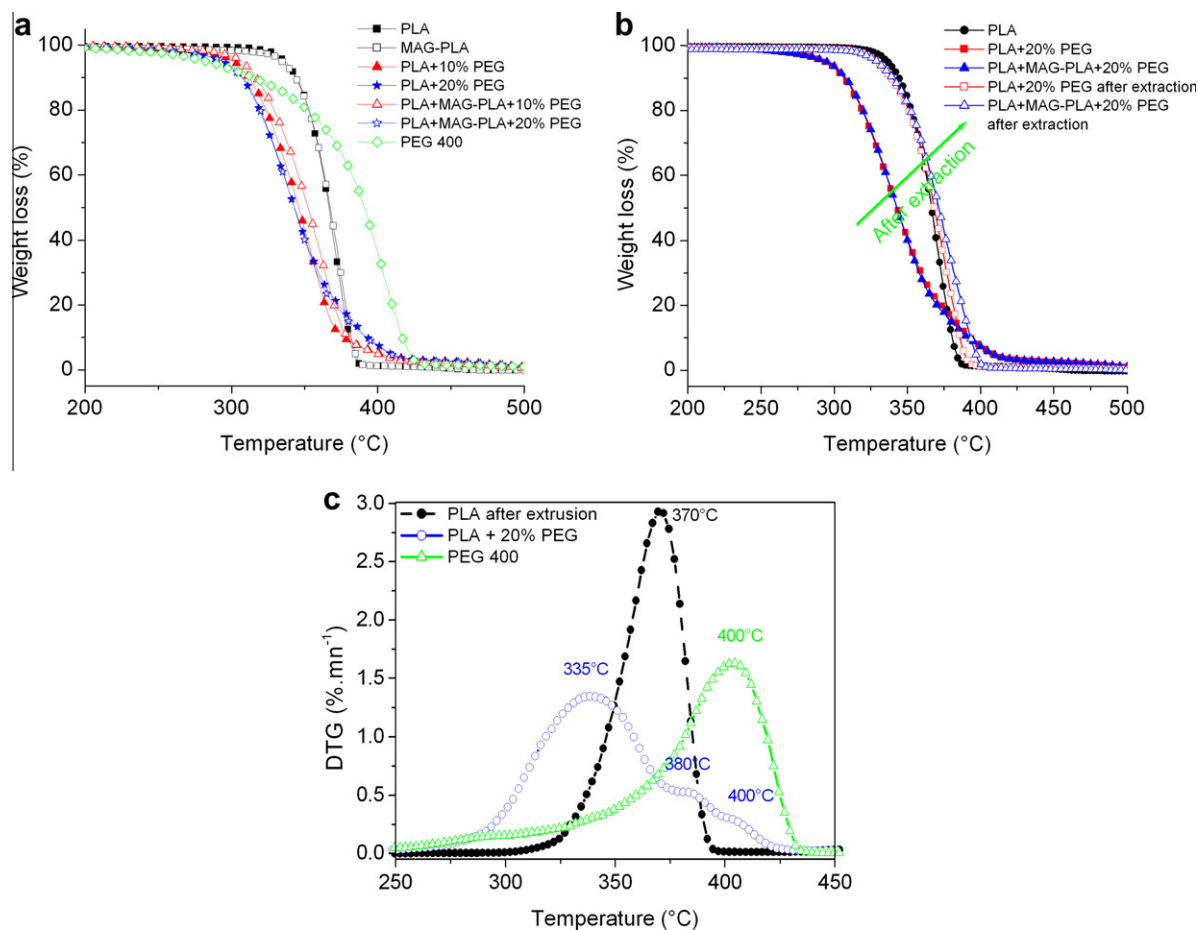 a
Weight loss (%)
100
80
60
40
20
0
200
250
300
350
400
450
500
Temperature (°C)
PLA
MAG-PLA
PLA+10% PEG
PLA+20% PEG
PLA+MAG-PLA+10% PEG
PLA+MAG-PLA+20% PEG
PEG 400
b
Weight loss (%)
100
80
60
40
20
0
200
250
300
350
400
450
500
Temperature (°C)
PLA
PLA+20% PEG
PLA+MAG-PLA+20% PEG
PLA+20% PEG after extraction
PLA+MAG-PLA+20% PEG
after extraction
After extraction
c
DTG (%.mn-1)
3.0
2.5
2.0
1.5
1.0
0.5
0.0
250
300
350
400
450
Temperature (°C)
PLA after extrusion
PLA + 20% PEG
PEG 400
370°C
400°C
335°C
380°C
400°C